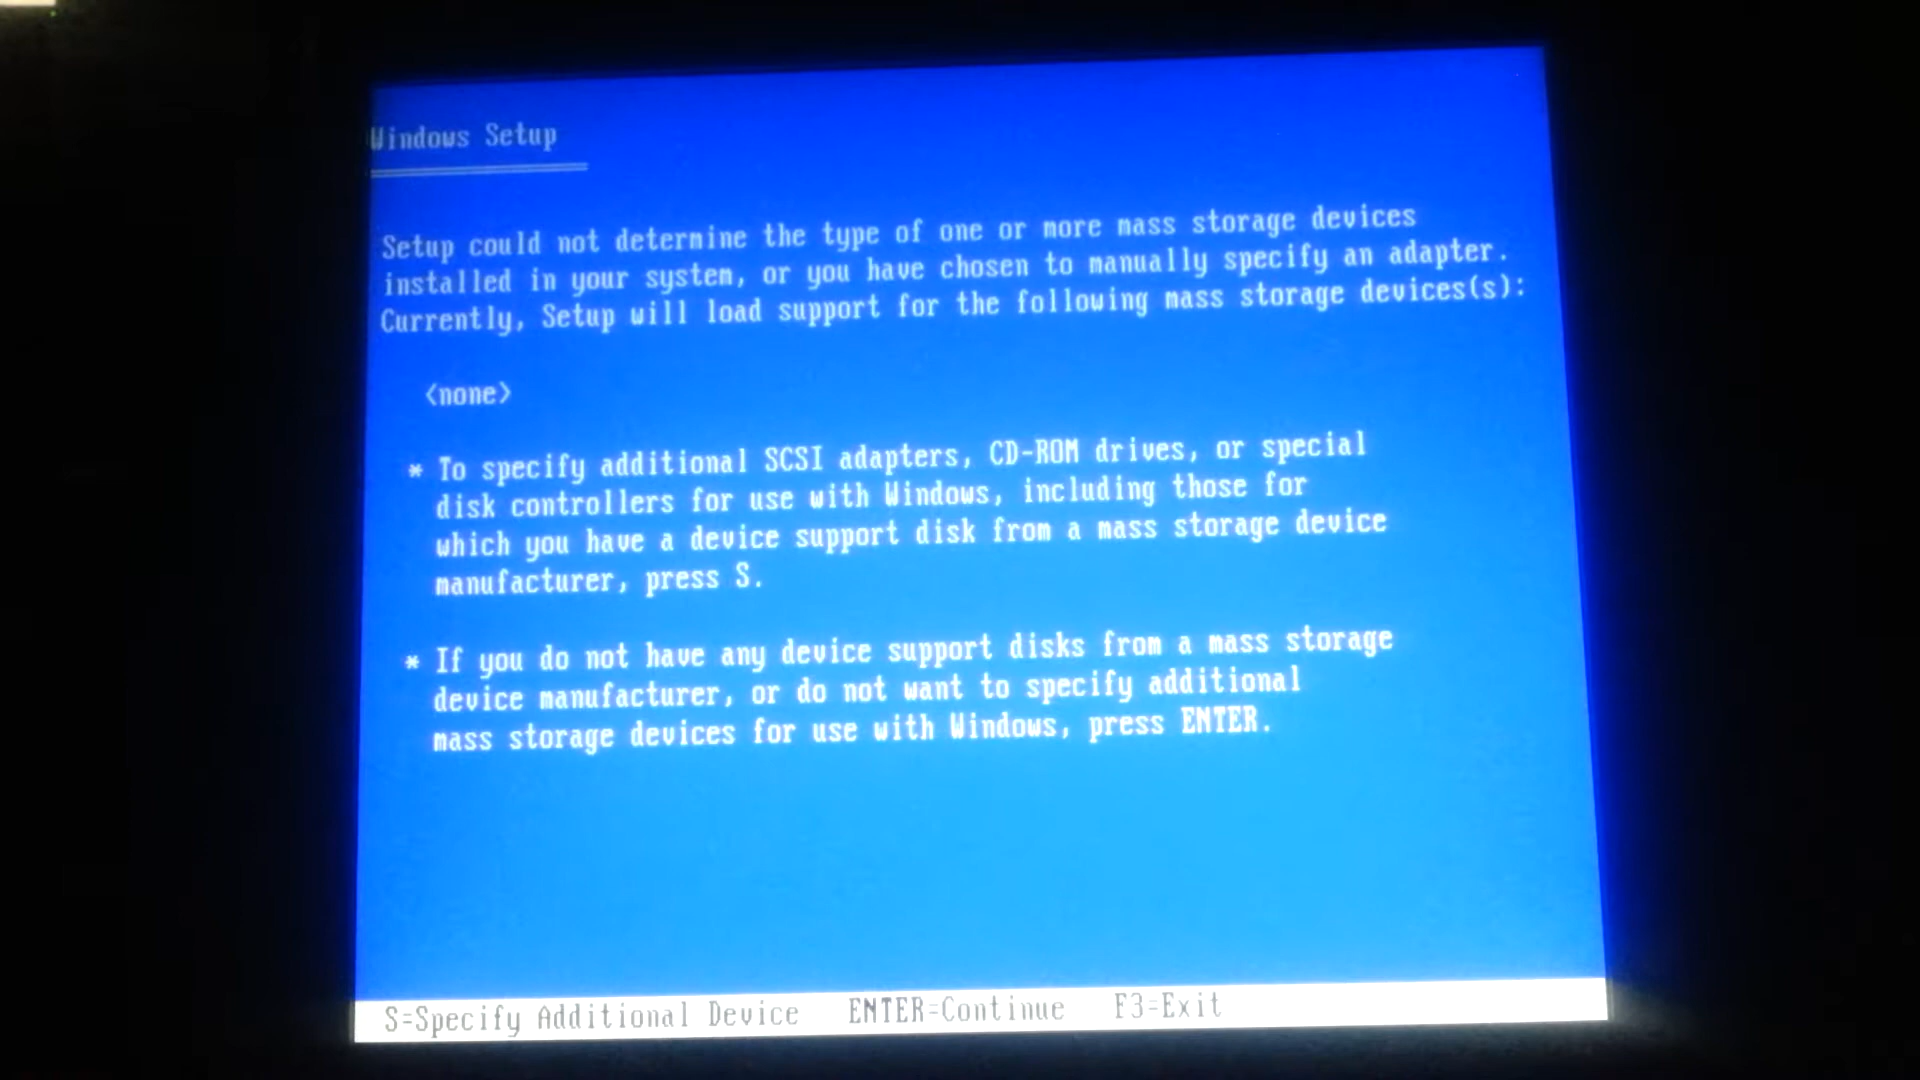 Windows Setup
Setup could not determine the type of one or more mass storage devices
installed in your system, or you have chosen to manually specify an adapter.
Currently, Setup will load support for the following mass storage devices(s):
<none>
* To specify additional SCSI adapters, CD-ROM drives, or special
disk controllers for use with Windows, including those for
which you have a device support disk from a mass storage device
manufacturer, press S.
* If you do not have any device support disks from a mass storage
device manufacturer, or do not want to specify additional
mass storage devices for use with Windows, press ENTER.
S=Specify Additional Device ENTER=Continue F3=Exit